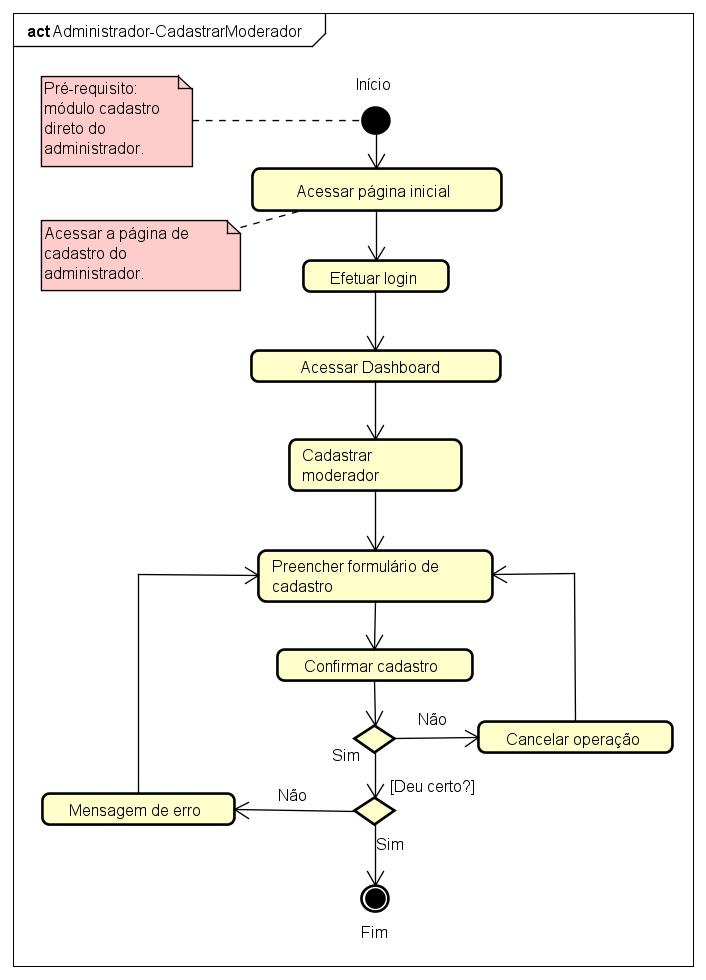 act Administrador-CadastrarModerador
Início
Pré-requisito:
módulo cadastro
direto do
administrador.
Acessar página inicial
Acessar a página de
cadastro do
administrador.
Efetuar login
Acessar Dashboard
Cadastrar
moderador
Preencher formulário de
cadastro
Confirmar cadastro
Não
Cancelar operação
Sim
[Deu certo?]
Não
Mensagem de erro
Sim
Fim